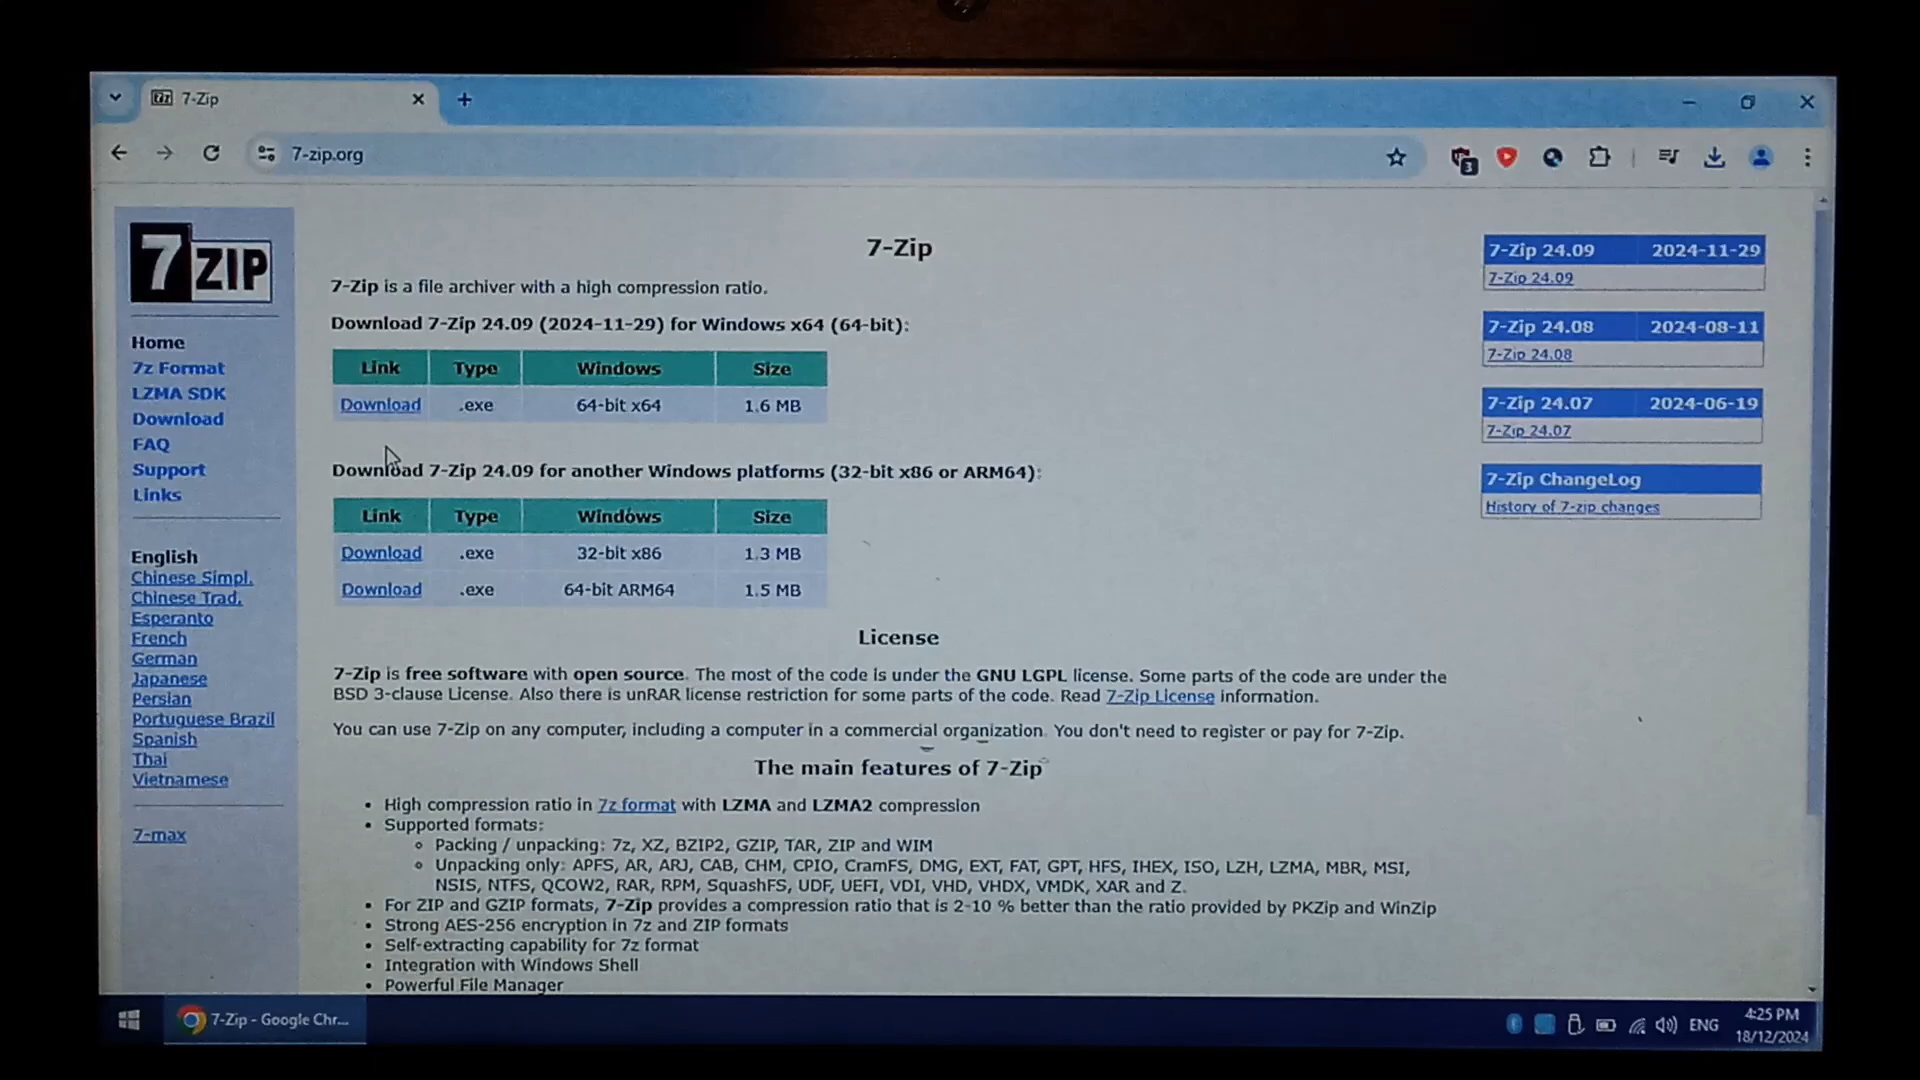 7-Zip
7-zip.org
3
7ZIP
Home
7z Format
LZMA SDK
Download
FAQ
Support
Links
English
Chinese Simpl.
Chinese Trad.
Esperanto
French
German
Japanese
Persian
Portuguese Brazil
Spanish
Thai
Vietnamese
7-max
7-Zip
7-Zip is a file archiver with a high compression ratio.
Download 7-Zip 24.09 (2024-11-29) for Windows x64 (64-bit):
Link Type Windows Size
Download .exe 64-bit x64 1.6 MB
Download 7-Zip 24.09 for another Windows platforms (32-bit x86 or ARM64):
Link Type Windows Size
Download .exe 32-bit x86 1.3 MB
Download .exe 64-bit ARM64 1.5 MB
License
7-Zip is free software with open source. The most of the code is under the GNU LGPL license. Some parts of the code are under the
BSD 3-clause License. Also there is unRAR license restriction for some parts of the code. Read 7-Zip License information.
You can use 7-Zip on any computer, including a computer in a commercial organization. You don't need to register or pay for 7-Zip.
The main features of 7-Zip
High compression ratio in 7z format with LZMA and LZMA2 compression
Supported formats:
Packing / unpacking: 7z, XZ, BZIP2, GZIP, TAR, ZIP and WIM
Unpacking only: APFS, AR, ARJ, CAB, CHM, CPIO, CramFS, DMG, EXT, FAT, GPT, HFS, IHEX, ISO, LZH, LZMA, MBR, MSI,
NSIS, NTFS, QCOW2, RAR, RPM, SquashFS, UDF, UEFI, VDI, VHD, VHDX, VMDK, XAR and Z.
For ZIP and GZIP formats, 7-Zip provides a compression ratio that is 2-10 % better than the ratio provided by PKZip and WinZip
Strong AES-256 encryption in 7z and ZIP formats
Self-extracting capability for 7z format
Integration with Windows Shell
Powerful File Manager
7-Zip 24.09 2024-11-29
7-Zip 24.09
7-Zip 24.08 2024-08-11
7-Zip 24.08
7-Zip 24.07 2024-06-19
7-Zip 24.07
7-Zip ChangeLog
History of 7-zip changes
7-Zip - Google Chr...
ENG
4:25 PM
18/12/2024